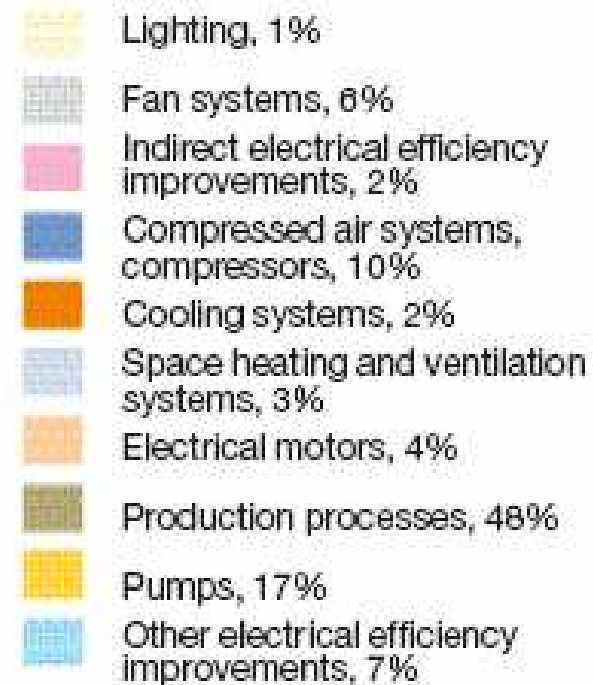 Lighting, 1%
Fan systems, 6%
Indirect electrical efficiency
improvements, 2%
Compressed air systems,
compressors, 10%
Cooling systems, 2%
Space heating and ventilation
systems, 3%
Electrical motors, 4%
Production processes, 48%
Pumps, 17%
Other electrical efficiency
improvements, 7%